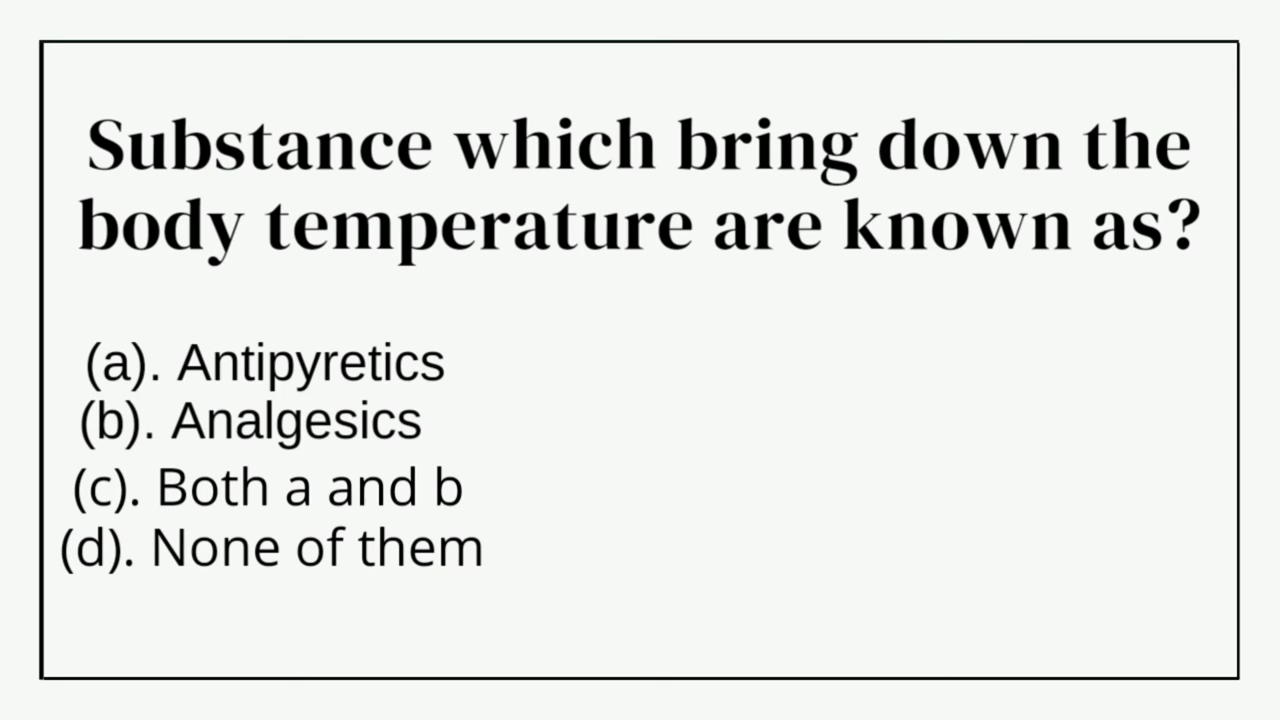 Substance which bring down the
body temperature are known as?
(a). Antipyretics
(b). Analgesics
(c). Both a and b
(d). None of them